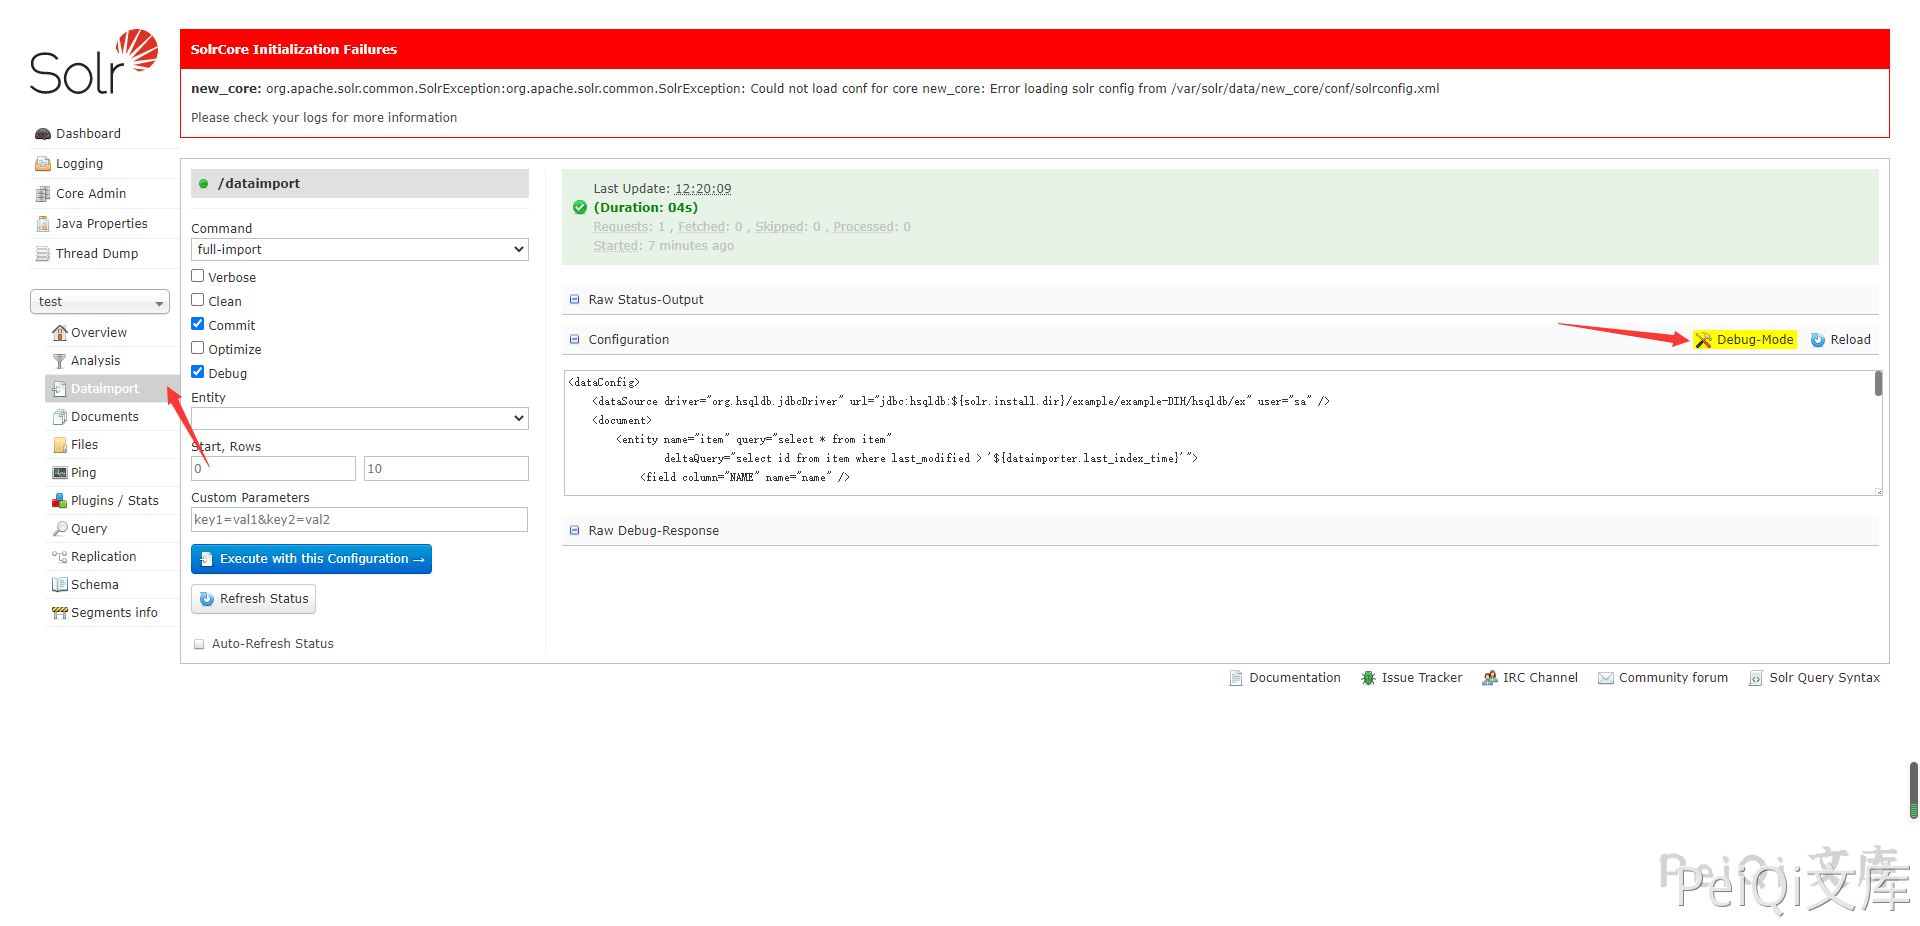 Solr
SolrCore Initialization Failures
new_core: org.apache.solr.common.SolrException:org.apache.solr.common.SolrException: Could not load conf for core new_core: Error loading solr config from /var/solr/data/new_core/conf/solrconfig.xml
Please check your logs for more information
Dashboard
Logging
Core Admin
Java Properties
Thread Dump
test
Overview
Analysis
Dataimport
Documents
Files
Ping
Plugins / Stats
Query
Replication
Schema
Segments info
/dataimport
Command
full-import
Verbose
Clean
Commit
Optimize
Debug
Entity
Start, Rows
0 10
Custom Parameters
key1=val1&key2=val2
Execute with this Configuration →
Refresh Status
Auto-Refresh Status
Last Update: 12:20:09
(Duration: 04s)
Requests: 1 , Fetched: 0 , Skipped: 0 , Processed: 0
Started: 7 minutes ago
Raw Status-Output
Configuration Debug-Mode Reload
<dataConfig>
<dataSource driver="org.hsqldb.jdbcDriver" url="jdbc:hsqldb:${solr.install.dir}/example/example-DIH/hsqldb/ex" user="sa" />
<document>
<entity name="item" query="select * from item"
deltaQuery="select id from item where last_modified > '${dataimporter.last_index_time}'">
<field column="NAME" name="name" />
Raw Debug-Response
Documentation Issue Tracker IRC Channel Community forum Solr Query Syntax
PeiQi文库
PeiQi文库